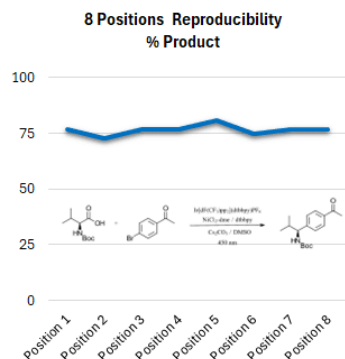 8 Positions  Reproducibility
% Product
100
75
50
25
0
O
OH
HN
Boc
+
O
Br
Ir[dF(CF₃)ppy]₂(dtbbpy)PF₆
NiCl₂·dme / dtbbpy
Cs₂CO₃ / DMSO
450 nm
O
HN
Boc
Position 1
Position 2
Position 3
Position 4
Position 5
Position 6
Position 7
Position 8